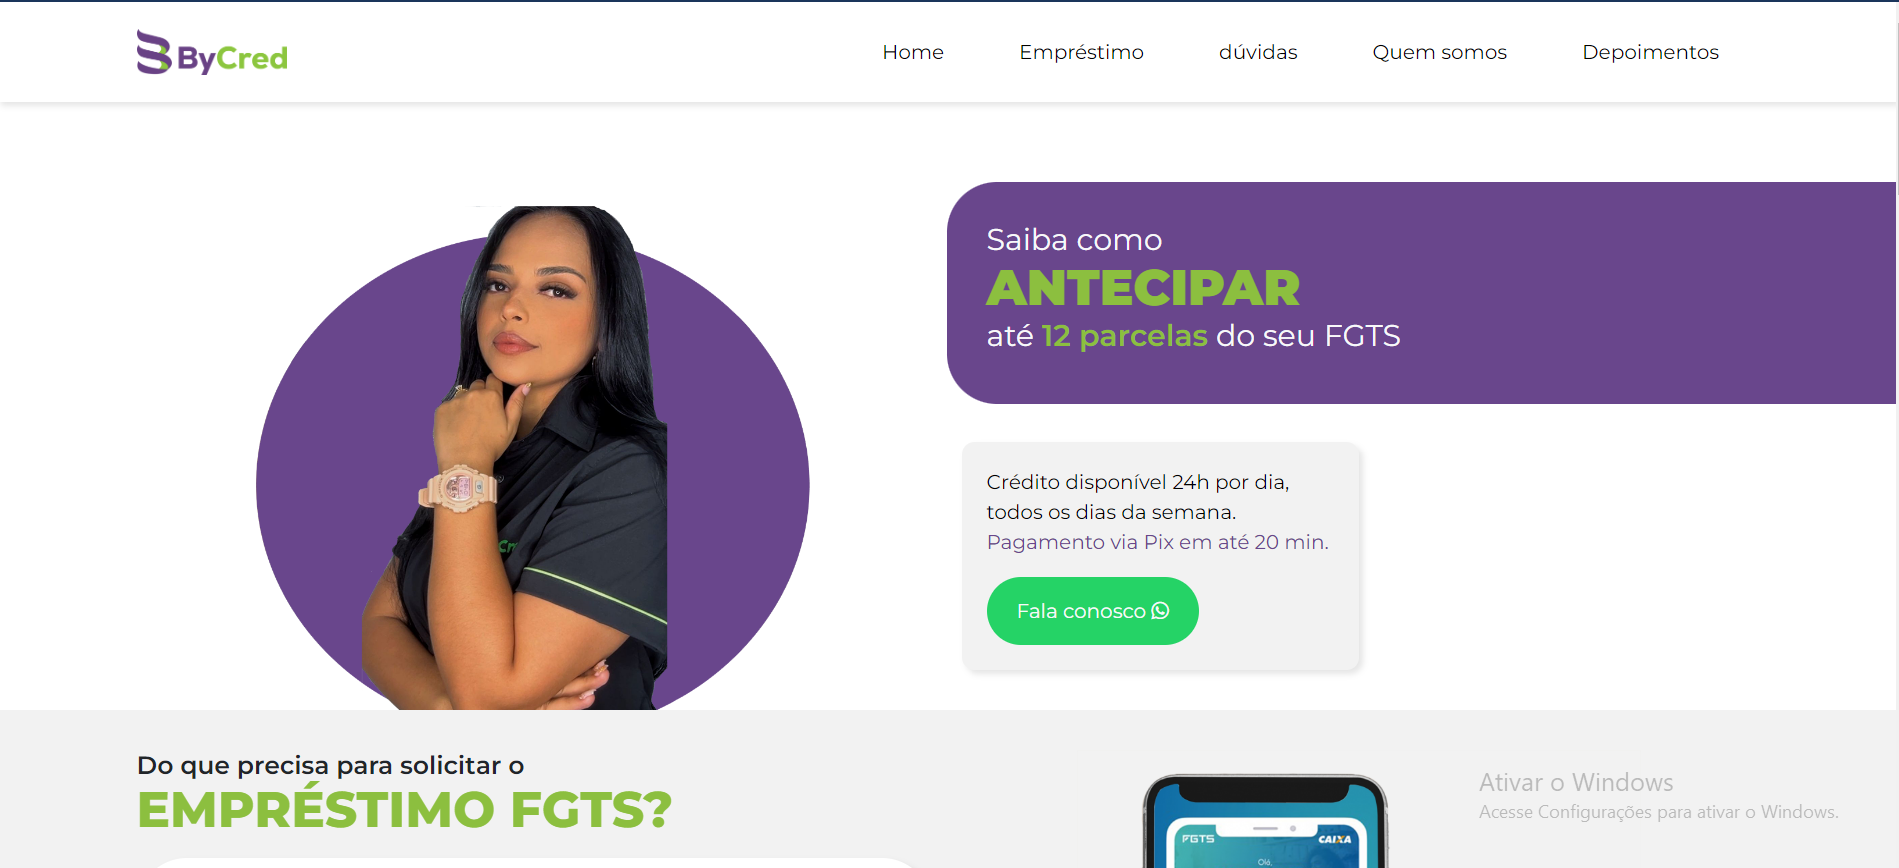 ByCred
Home
Empréstimo
dúvidas
Quem somos
Depoimentos
Saiba como
ANTECIPAR
até 12 parcelas do seu FGTS
Crédito disponível 24h por dia,
todos os dias da semana.
Pagamento via Pix em até 20 min.
Fala conosco
Do que precisa para solicitar o
EMPRÉSTIMO FGTS?
FGTS
CAIXA
Olá,
Ativar o Windows
Acesse Configurações para ativar o Windows.